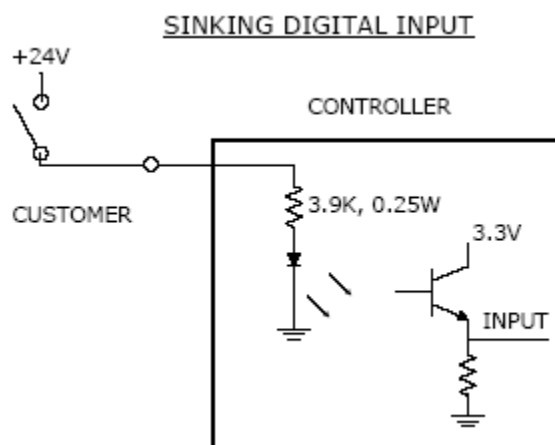 SINKING DIGITAL INPUT
+24V
CONTROLLER
CUSTOMER
3.9K, 0.25W
3.3V
INPUT